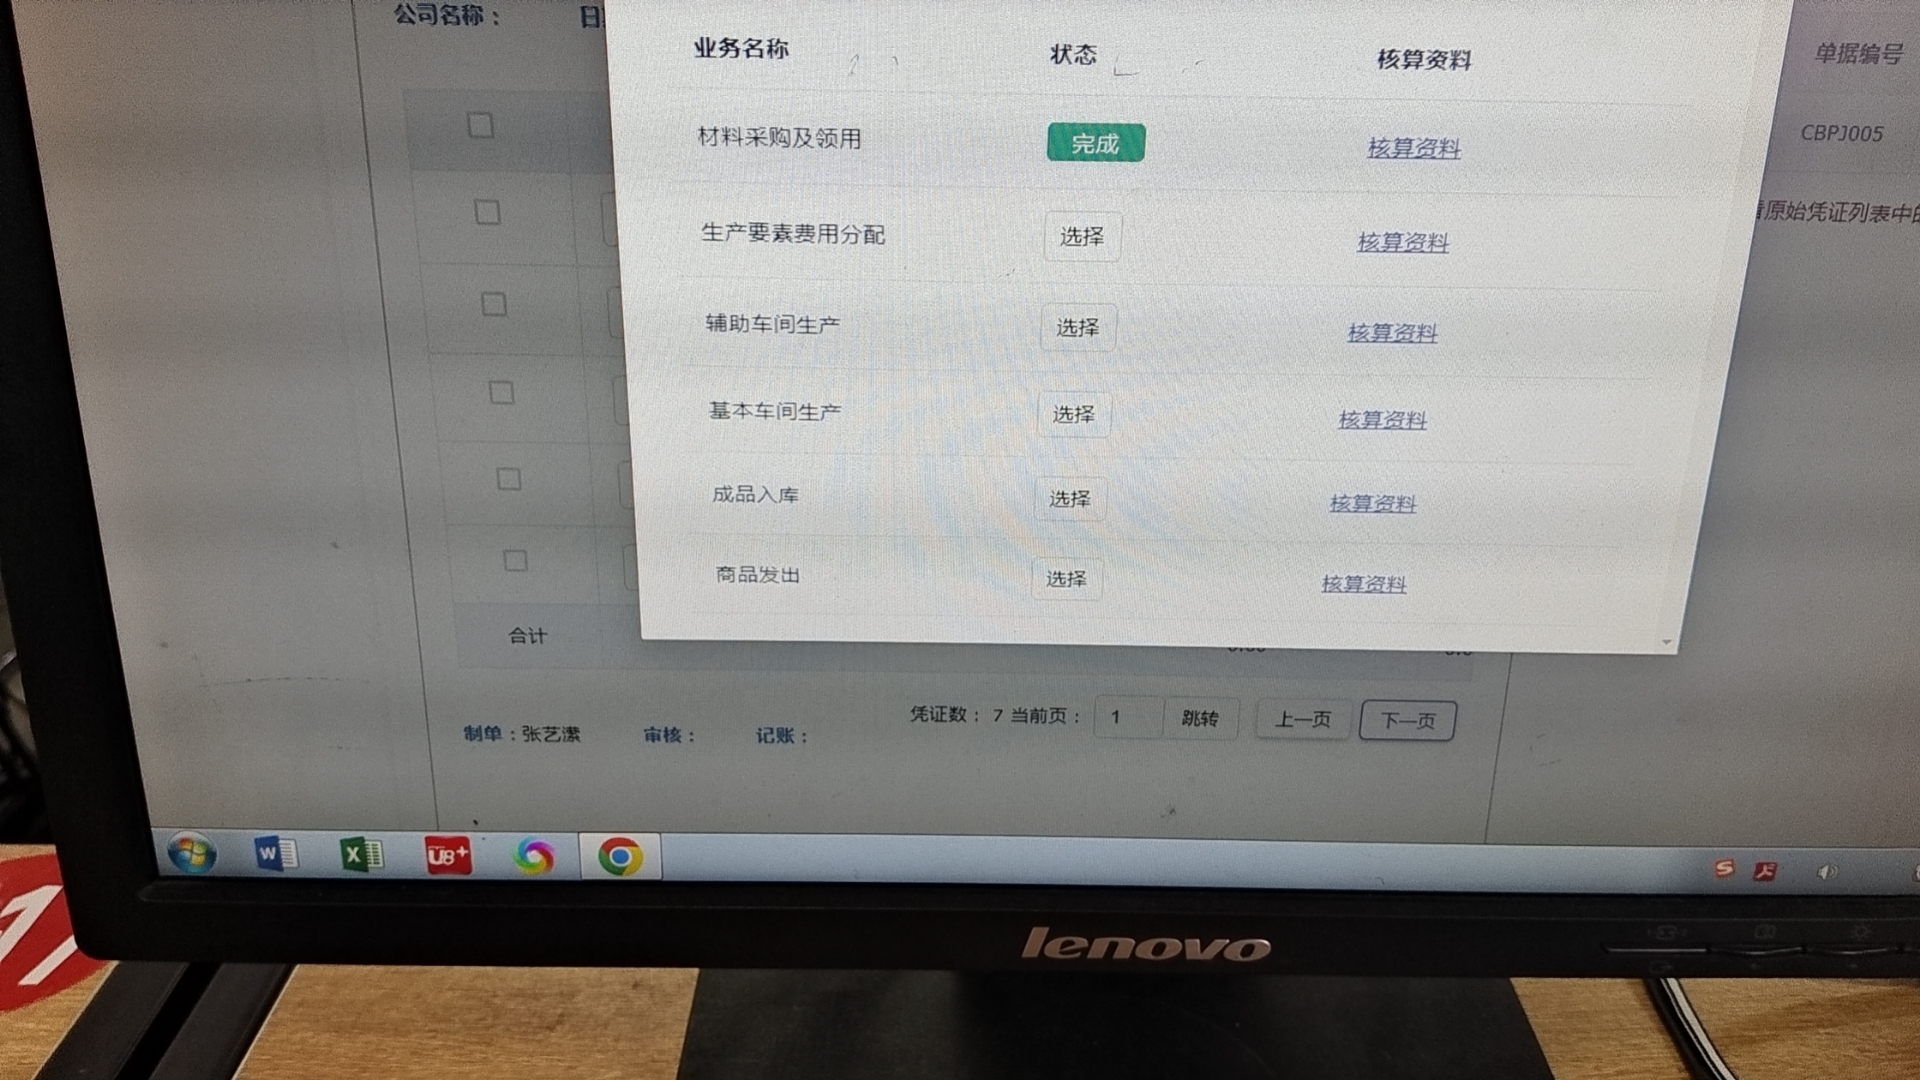 公司名称：
业务名称 状态 核算资料
单据编号
材料采购及领用 完成 核算资料
CBPJ005
生产要素费用分配 选择 核算资料
原始凭证列表中
辅助车间生产 选择 核算资料
基本车间生产 选择 核算资料
成品入库 选择 核算资料
商品发出 选择 核算资料
合计
制单：张艺潆 审核： 记账：
凭证数： 7 当前页： 1 跳转 上一页 下一页
U8+
lenovo